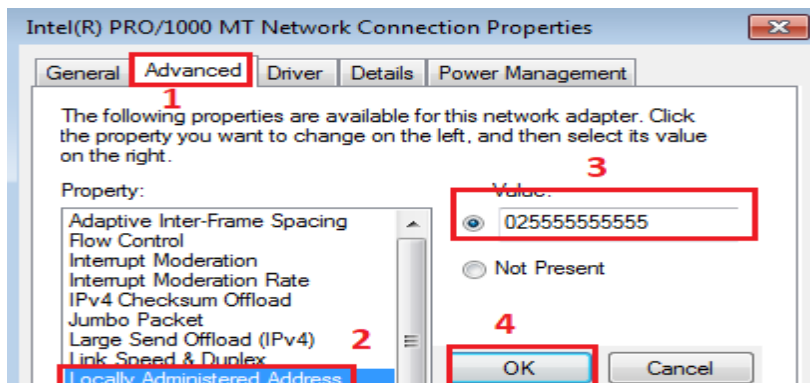 Intel(R) PRO/1000 MT Network Connection Properties
General Advanced Driver Details Power Management
1
The following properties are available for this network adapter. Click
the property you want to change on the left, and then select its value
on the right.
3
Property:
Value:
Adaptive Inter-Frame Spacing
025555555555
Flow Control
Interrupt Moderation
Not Present
Interrupt Moderation Rate
IPv4 Checksum Offload
Jumbo Packet
4
Large Send Offload (IPv4)
2
Link Speed & Duplex
OK Cancel
Locally Administered Address